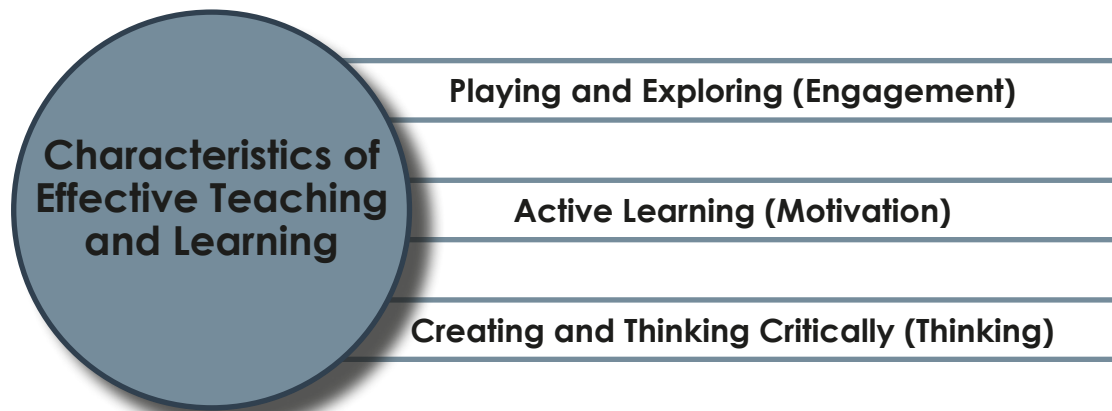 Characteristics of
Effective Teaching
and Learning
Playing and Exploring (Engagement)
Active Learning (Motivation)
Creating and Thinking Critically (Thinking)